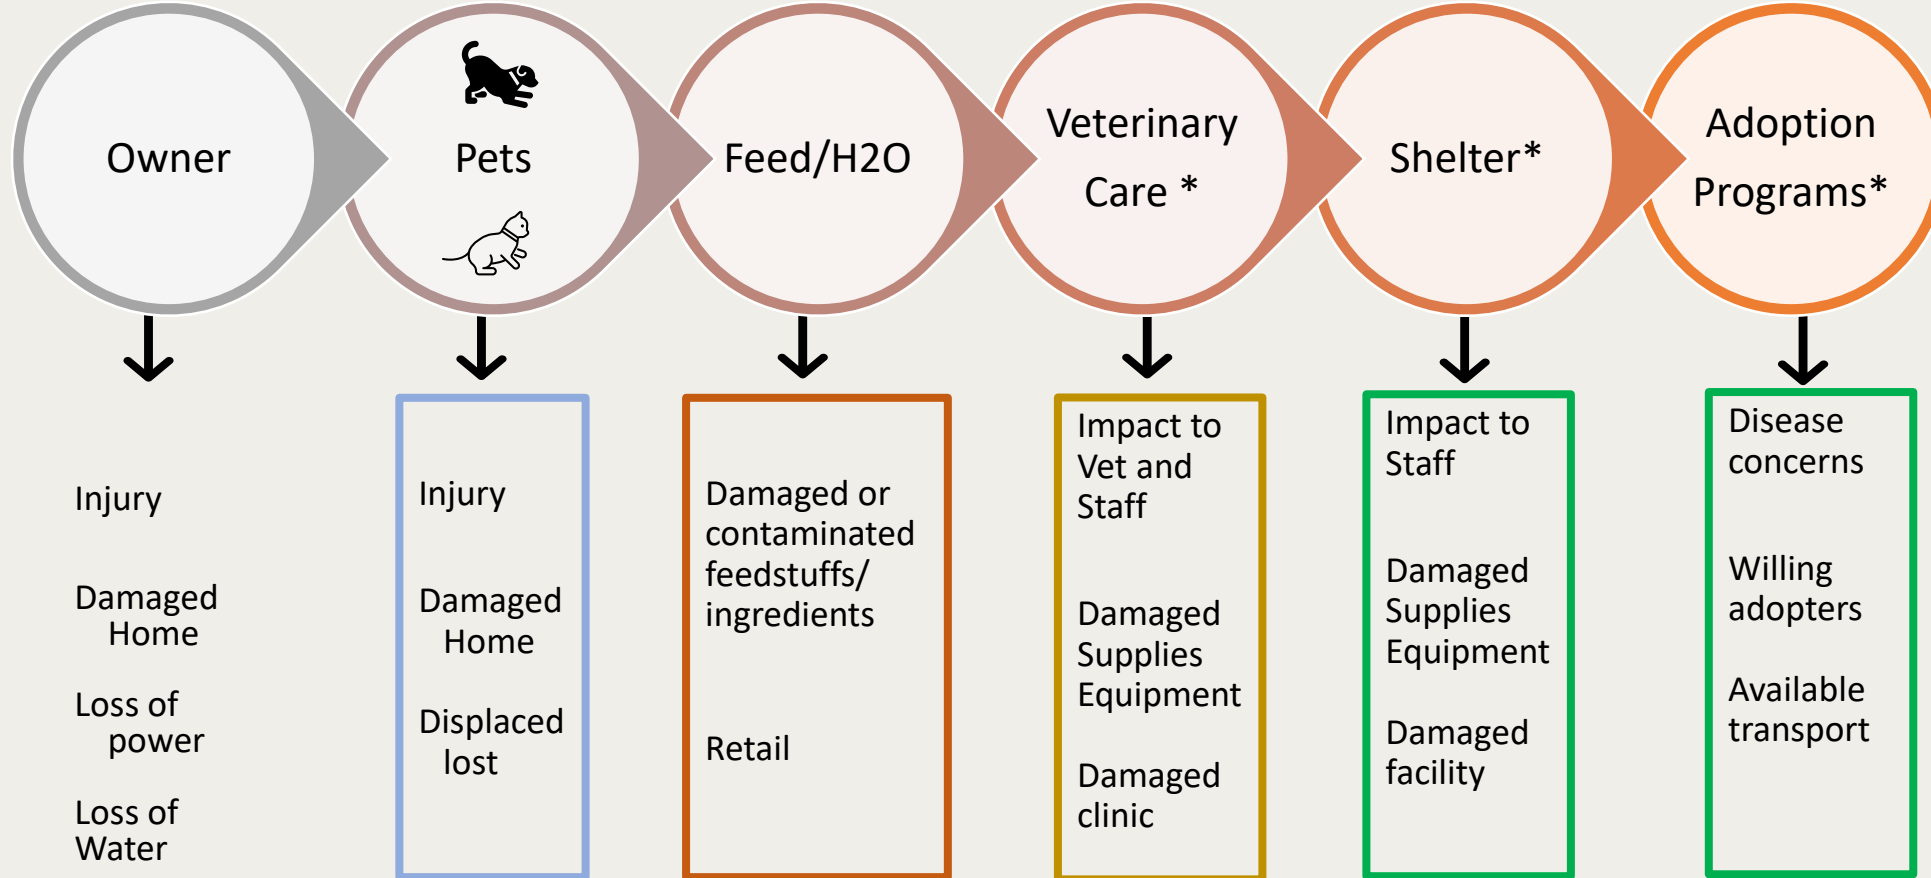 Owner
Pets
Feed/H2O
Veterinary
Care *
Shelter*
Adoption
Programs*
Injury
Damaged
Home
Loss of
power
Loss of
Water
Injury
Damaged
Home
Displaced
lost
Damaged or
contaminated
feedstuffs/
ingredients
Retail
Impact to
Vet and
Staff
Damaged
Supplies
Equipment
Damaged
clinic
Impact to
Staff
Damaged
Supplies
Equipment
Damaged
facility
Disease
concerns
Willing
adopters
Available
transport